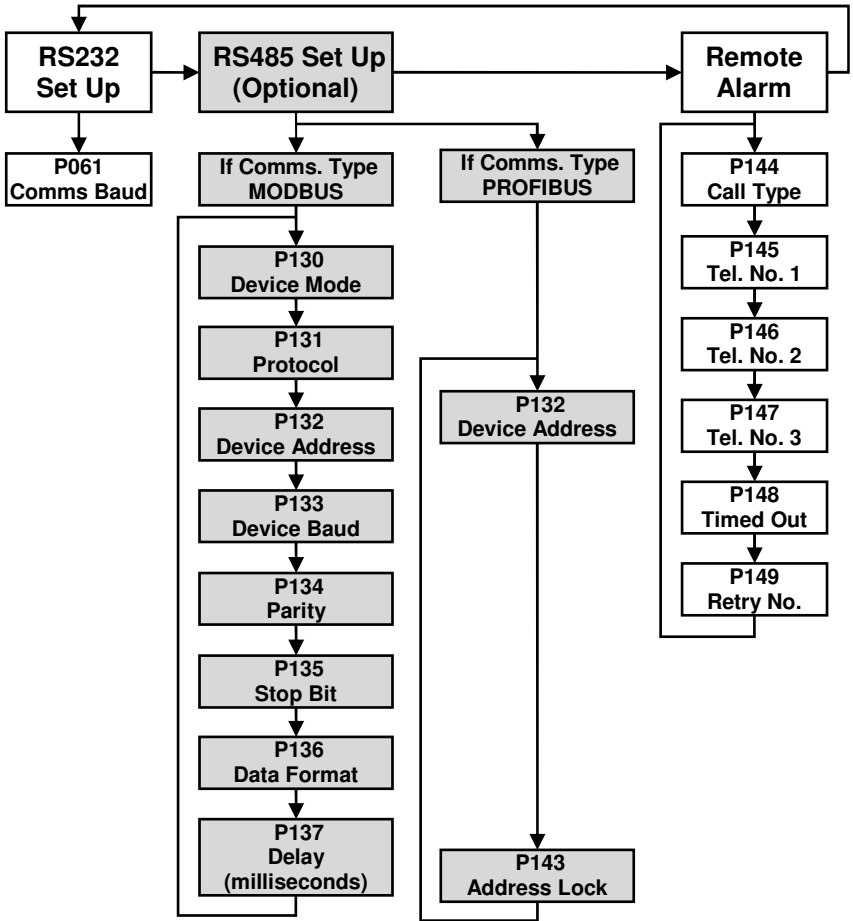 RS232
Set Up
RS485 Set Up
(Optional)
Remote
Alarm
P061
Comms Baud
If Comms. Type
MODBUS
P130
Device Mode
P131
Protocol
P132
Device Address
P133
Device Baud
P134
Parity
P135
Stop Bit
P136
Data Format
P137
Delay
(milliseconds)
If Comms. Type
PROFIBUS
P132
Device Address
P143
Address Lock
P144
Call Type
P145
Tel. No. 1
P146
Tel. No. 2
P147
Tel. No. 3
P148
Timed Out
P149
Retry No.